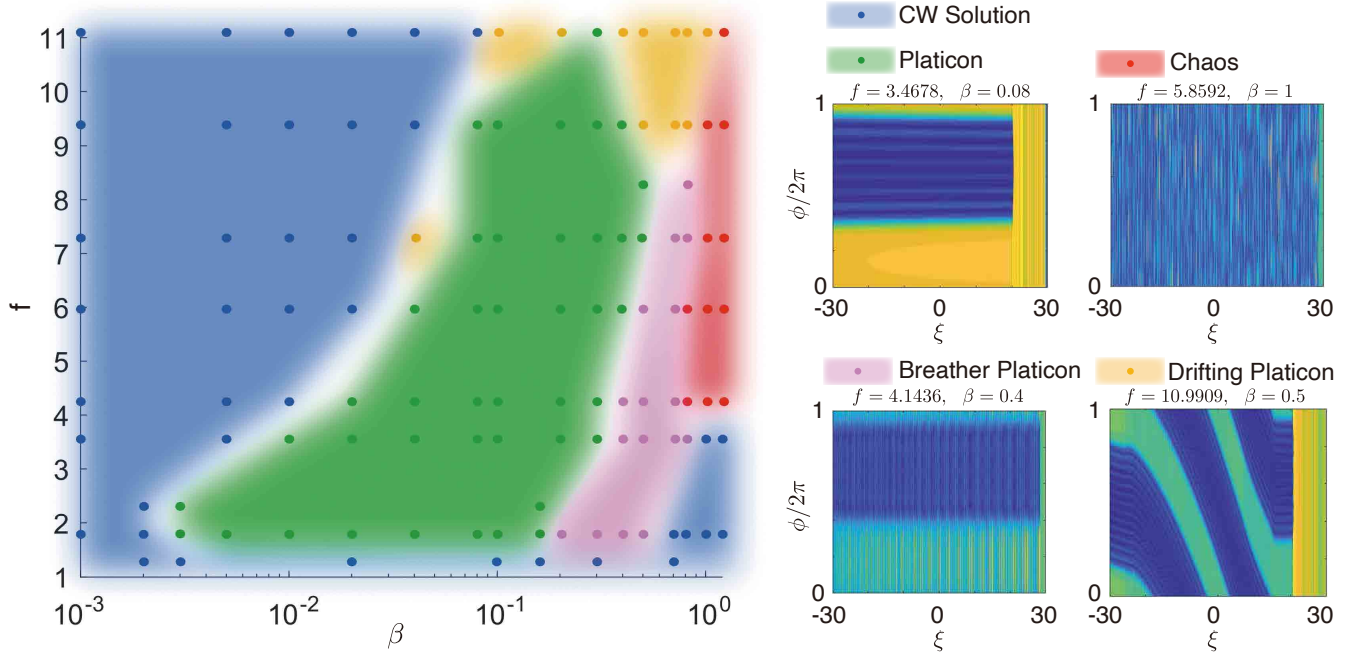 11
10
9
8
7
6
5
4
3
2
1
f
10⁻³
10⁻²
10⁻¹
10⁰
β
CW Solution
Platicon
Chaos
f = 3.4678, β = 0.08
f = 5.8592, β = 1
1
0
ϕ/2π
-30
0
30
ξ
1
0
-30
0
30
ξ
Breather Platicon
Drifting Platicon
f = 4.1436, β = 0.4
f = 10.9909, β = 0.5
1
0
ϕ/2π
-30
0
30
ξ
1
0
-30
0
30
ξ